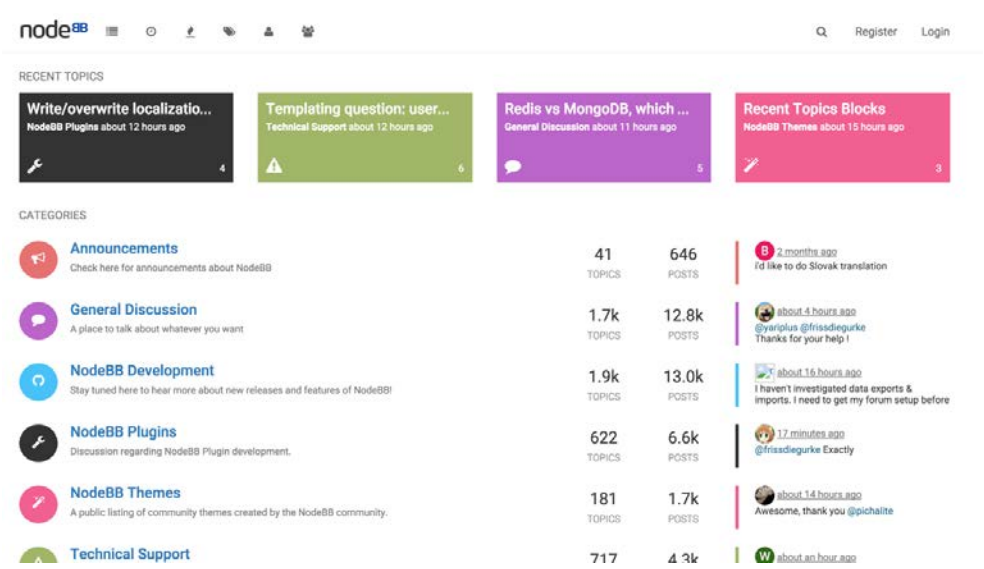 nodeBB
Register
Login
RECENT TOPICS
Write/overwrite localizatio...
NodeBB Plugins about 12 hours ago
4
Templating question: user...
Technical Support about 12 hours ago
6
Redis vs MongoDB, which ...
General Discussion about 11 hours ago
5
Recent Topics Blocks
NodeBB Themes about 15 hours ago
3
CATEGORIES
Announcements
Check here for announcements about NodeBB
41
TOPICS
646
POSTS
B 2 months ago
i'd like to do Slovak translation
General Discussion
A place to talk about whatever you want
1.7k
TOPICS
12.8k
POSTS
about 4 hours ago
@yariplus @frissdiegurke
Thanks for your help !
NodeBB Development
Stay tuned here to hear more about new releases and features of NodeBB!
1.9k
TOPICS
13.0k
POSTS
about 16 hours ago
I haven't investigated data exports &
imports. I need to get my forum setup before
NodeBB Plugins
Discussion regarding NodeBB Plugin development.
622
TOPICS
6.6k
POSTS
17 minutes ago
@frissdiegurke Exactly
NodeBB Themes
A public listing of community themes created by the NodeBB community.
181
TOPICS
1.7k
POSTS
about 14 hours ago
Awesome, thank you @pichalite
Technical Support
717
4.3k
W about an hour ago